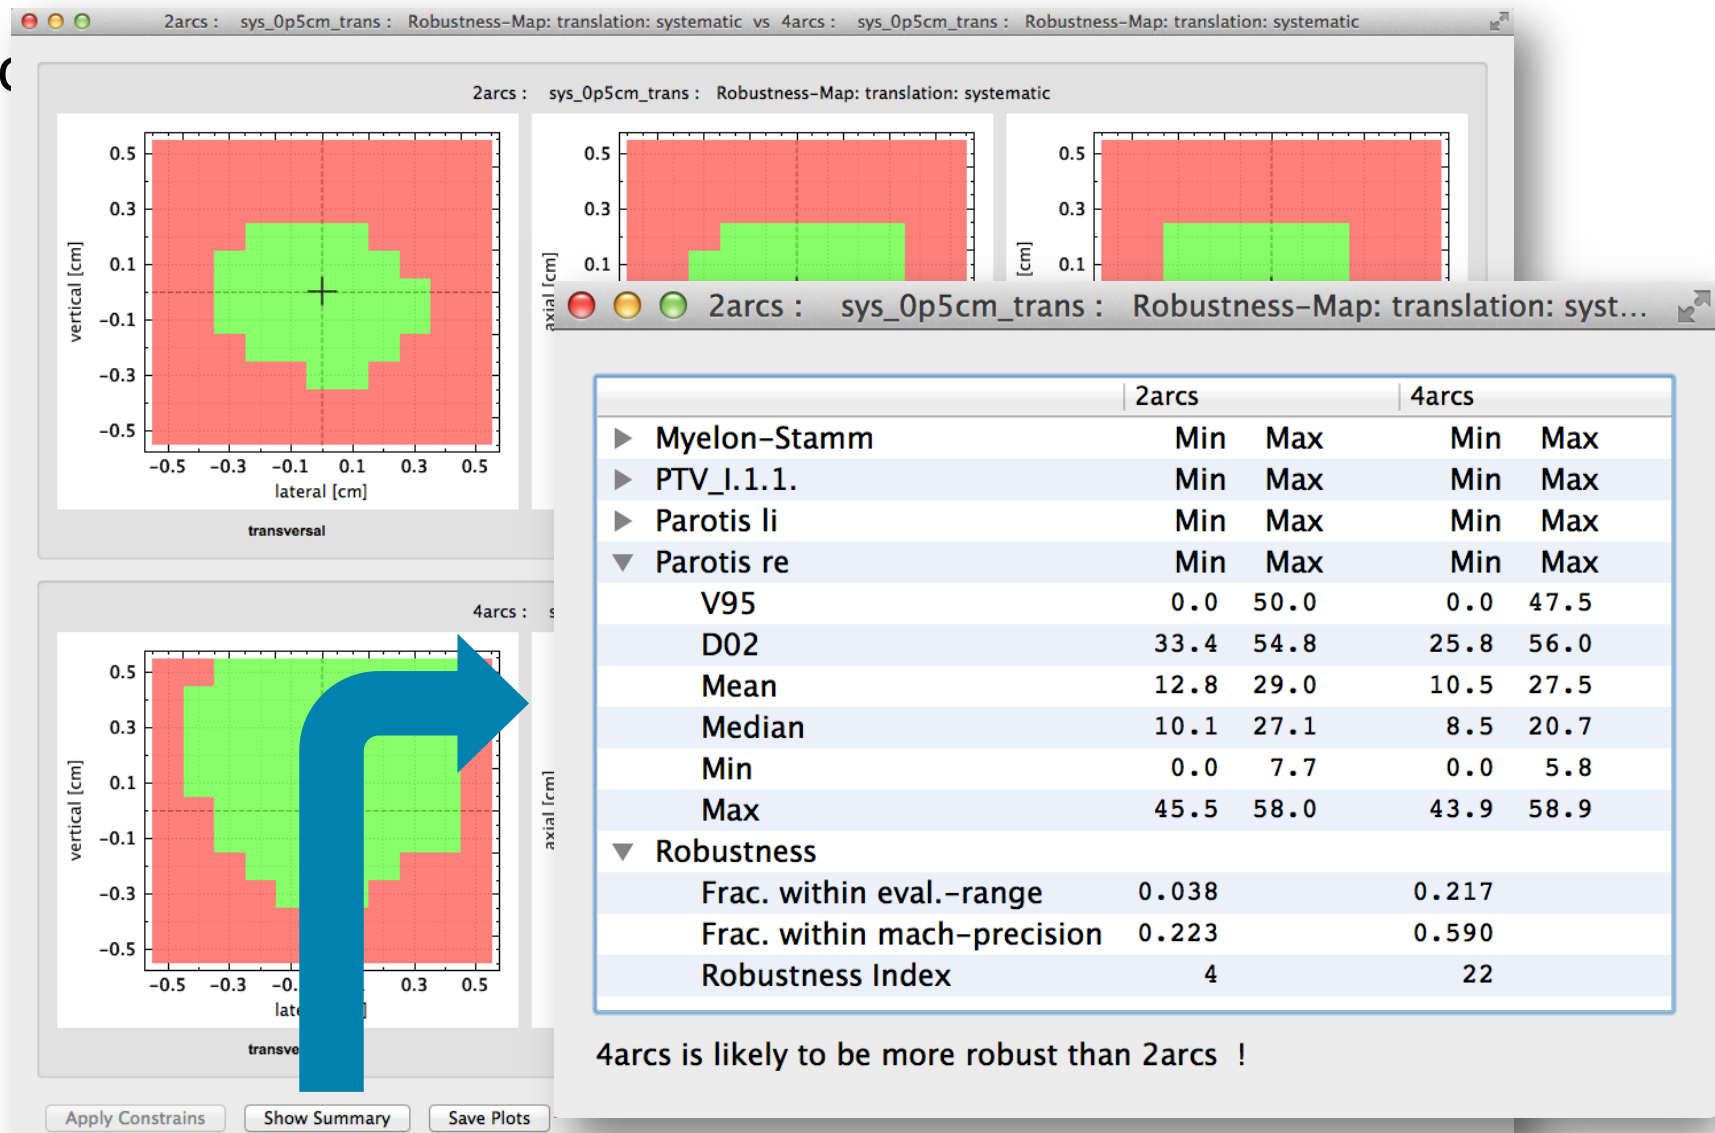 2arcs :    sys_0p5cm_trans :   Robustness-Map: translation: systematic  vs  4arcs :    sys_0p5cm_trans :   Robustness-Map: translation: systematic
2arcs :    sys_0p5cm_trans :   Robustness-Map: translation: systematic
0.5
0.3
0.1
-0.1
-0.3
-0.5
vertical [cm]
-0.5 -0.3 -0.1 0.1 0.3 0.5
lateral [cm]
transversal
0.5
0.3
0.1
axial [cm]
0.5
0.3
0.1
[cm]
4arcs :
0.5
0.3
0.1
-0.1
-0.3
-0.5
vertical [cm]
-0.5 -0.3 0.3 0.5
axial [cm]
Apply Constrains Show Summary Save Plots
2arcs :    sys_0p5cm_trans :   Robustness-Map: translation: syst...
2arcs 4arcs
Myelon-Stamm Min Max Min Max
PTV_I.1.1. Min Max Min Max
Parotis li Min Max Min Max
Parotis re Min Max Min Max
V95 0.0 50.0 0.0 47.5
D02 33.4 54.8 25.8 56.0
Mean 12.8 29.0 10.5 27.5
Median 10.1 27.1 8.5 20.7
Min 0.0 7.7 0.0 5.8
Max 45.5 58.0 43.9 58.9
Robustness
Frac. within eval.-range 0.038 0.217
Frac. within mach-precision 0.223 0.590
Robustness Index 4 22
4arcs is likely to be more robust than 2arcs  !